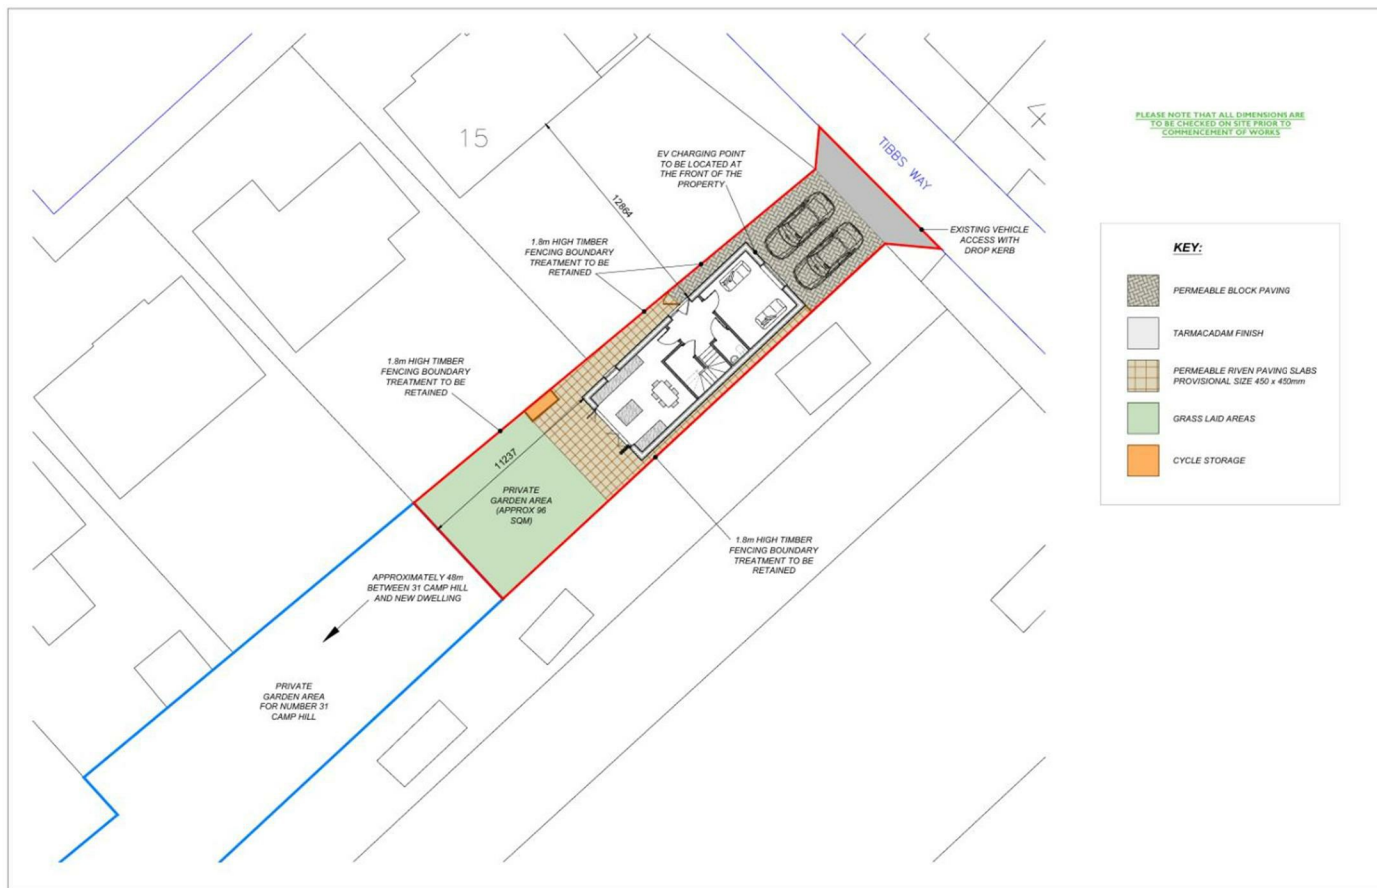 15
12864
EV CHARGING POINT
TO BE LOCATED AT
THE FRONT OF THE
PROPERTY
TIBBS WAY
1.8m HIGH TIMBER
FENCING BOUNDARY
TREATMENT TO BE
RETAINED
EXISTING VEHICLE
ACCESS WITH
DROP KERB
1.8m HIGH TIMBER
FENCING BOUNDARY
TREATMENT TO BE
RETAINED
11237
PRIVATE
GARDEN AREA
(APPROX 96
SQM)
1.8m HIGH TIMBER
FENCING BOUNDARY
TREATMENT TO BE
RETAINED
APPROXIMATELY 48m
BETWEEN 31 CAMP HILL
AND NEW DWELLING
PRIVATE
GARDEN AREA
FOR NUMBER 31
CAMP HILL
PLEASE NOTE THAT ALL DIMENSIONS ARE
TO BE CHECKED ON SITE PRIOR TO
COMMENCEMENT OF WORKS
KEY:
PERMEABLE BLOCK PAVING
TARMACADAM FINISH
PERMEABLE RIVEN PAVING SLABS
PROVISIONAL SIZE 450 x 450mm
GRASS LAID AREAS
CYCLE STORAGE